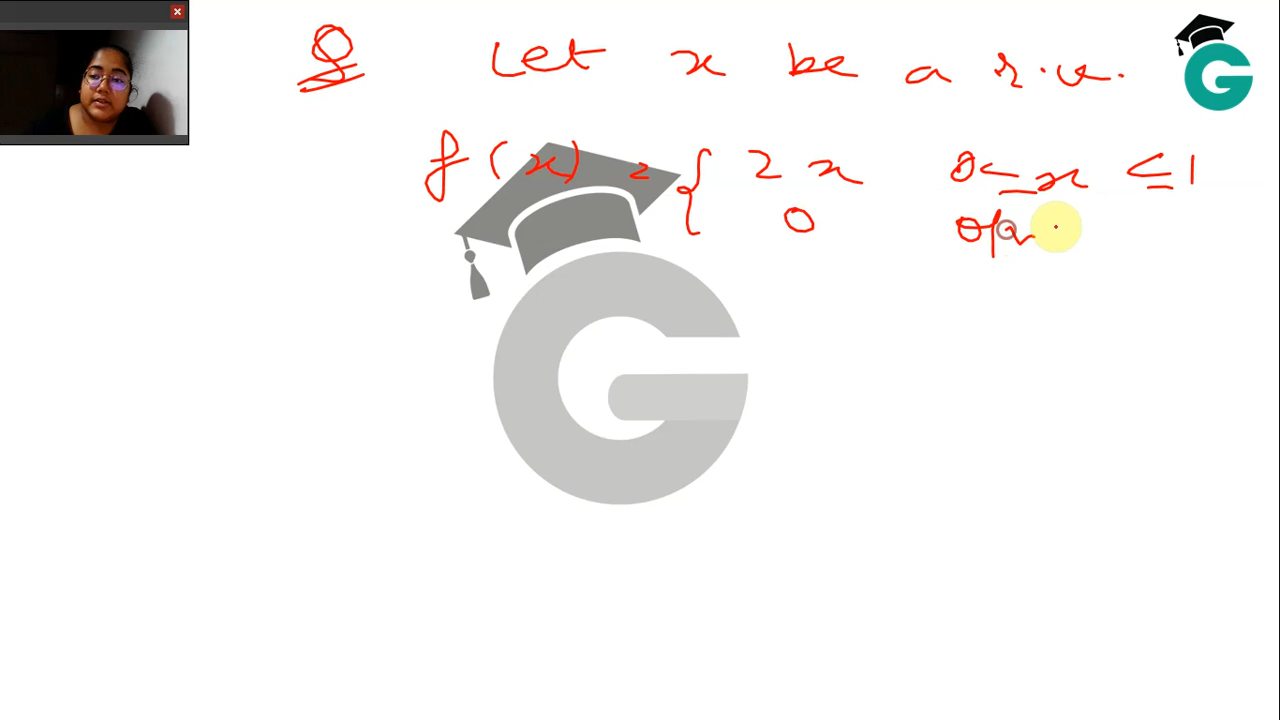 Q Let x be a r.v.
f(x) = { 2x 0 ≤ x ≤ 1
0 o/w
G
G